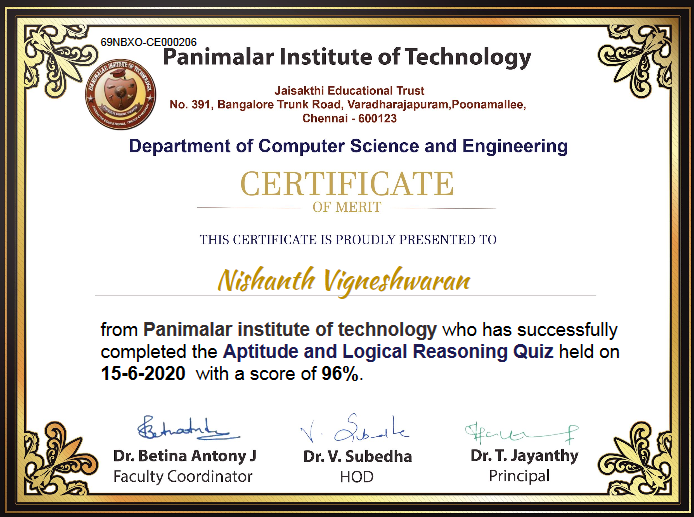 69NBXO-CE000206
Panimalar Institute of Technology
Jaisakthi Educational Trust
No. 391, Bangalore Trunk Road, Varadharajapuram,Poonamallee,
Chennai - 600123
Department of Computer Science and Engineering
CERTIFICATE
OF MERIT
THIS CERTIFICATE IS PROUDLY PRESENTED TO
Nishanth Vigneshwaran
from Panimalar institute of technology who has successfully
completed the Aptitude and Logical Reasoning Quiz held on
15-6-2020 with a score of 96%.
V. Subedha
Dr. Betina Antony J
Dr. V. Subedha
Dr. T. Jayanthy
Faculty Coordinator
HOD
Principal